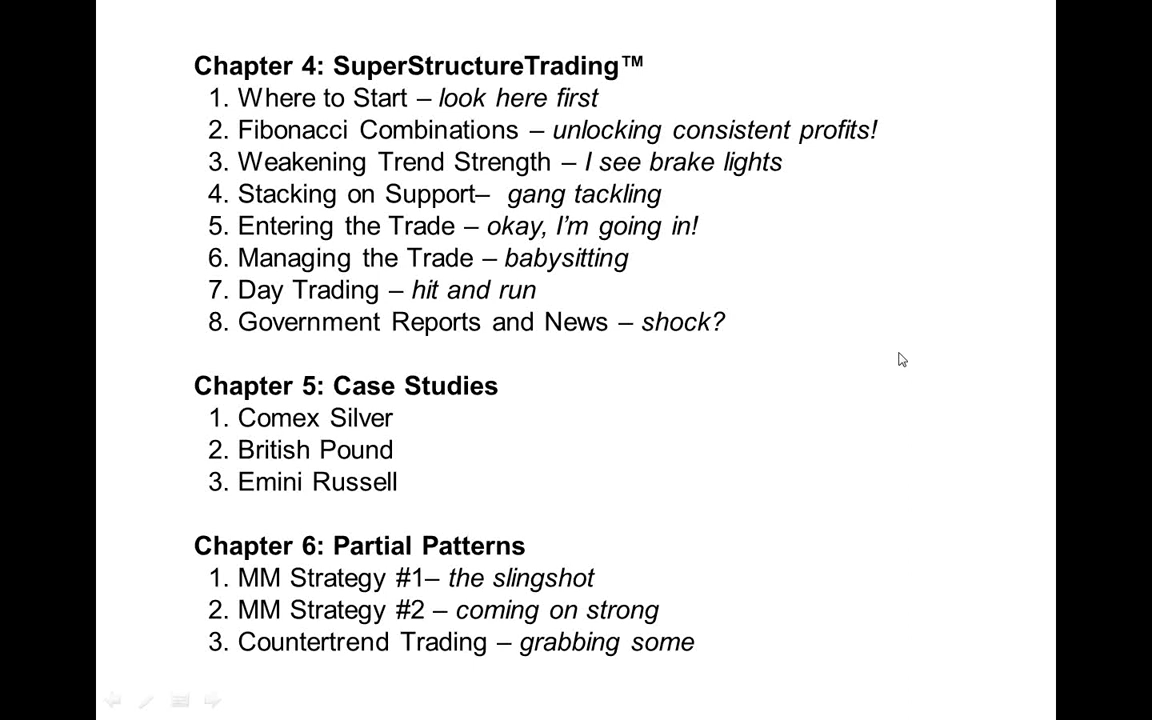 Chapter 4: SuperStructureTrading™
1. Where to Start – look here first
2. Fibonacci Combinations – unlocking consistent profits!
3. Weakening Trend Strength – I see brake lights
4. Stacking on Support– gang tackling
5. Entering the Trade – okay, I'm going in!
6. Managing the Trade – babysitting
7. Day Trading – hit and run
8. Government Reports and News – shock?
Chapter 5: Case Studies
1. Comex Silver
2. British Pound
3. Emini Russell
Chapter 6: Partial Patterns
1. MM Strategy #1– the slingshot
2. MM Strategy #2 – coming on strong
3. Countertrend Trading – grabbing some